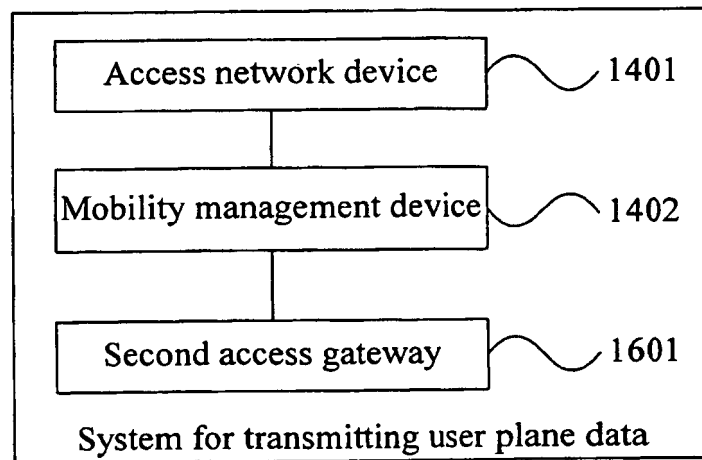 Access network device
1401
Mobility management device
1402
Second access gateway
1601
System for transmitting user plane data